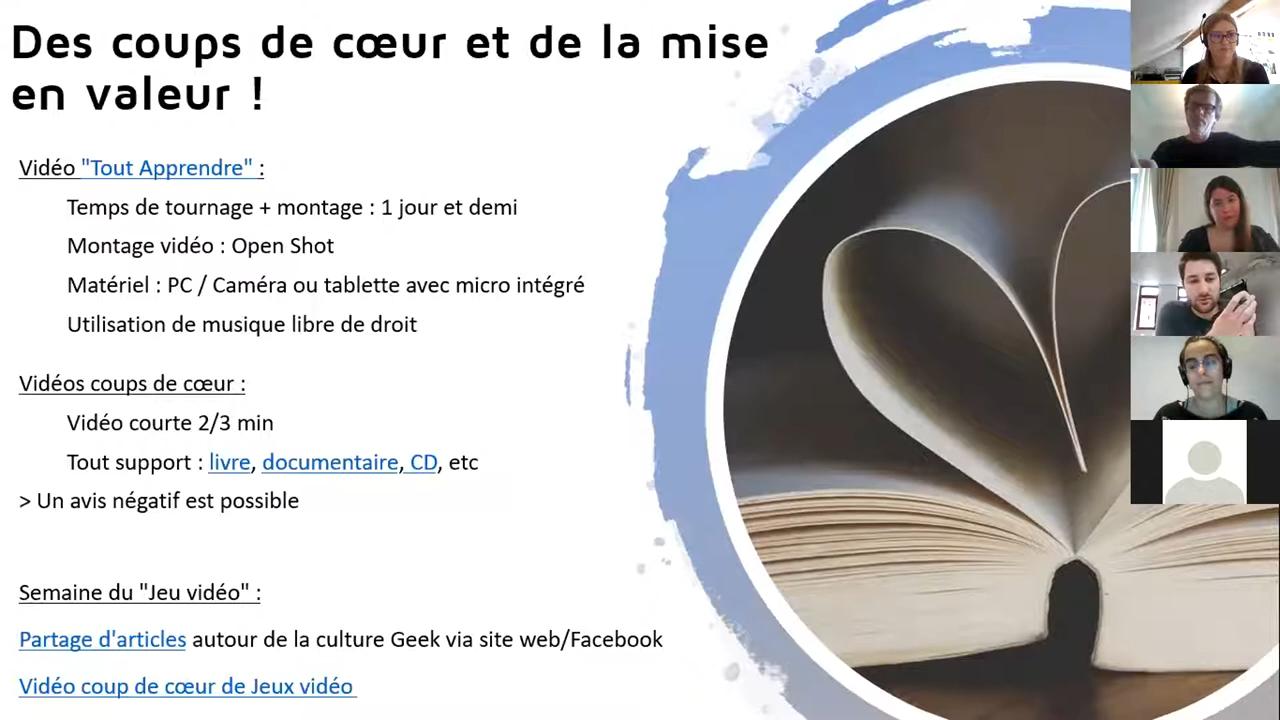 Des coups de cœur et de la mise
en valeur !
Vidéo "Tout Apprendre" :
Temps de tournage + montage : 1 jour et demi
Montage vidéo : Open Shot
Matériel : PC / Caméra ou tablette avec micro intégré
Utilisation de musique libre de droit
Vidéos coups de cœur :
Vidéo courte 2/3 min
Tout support : livre, documentaire, CD, etc
> Un avis négatif est possible
Semaine du "Jeu vidéo" :
Partage d'articles autour de la culture Geek via site web/Facebook
Vidéo coup de cœur de Jeux vidéo